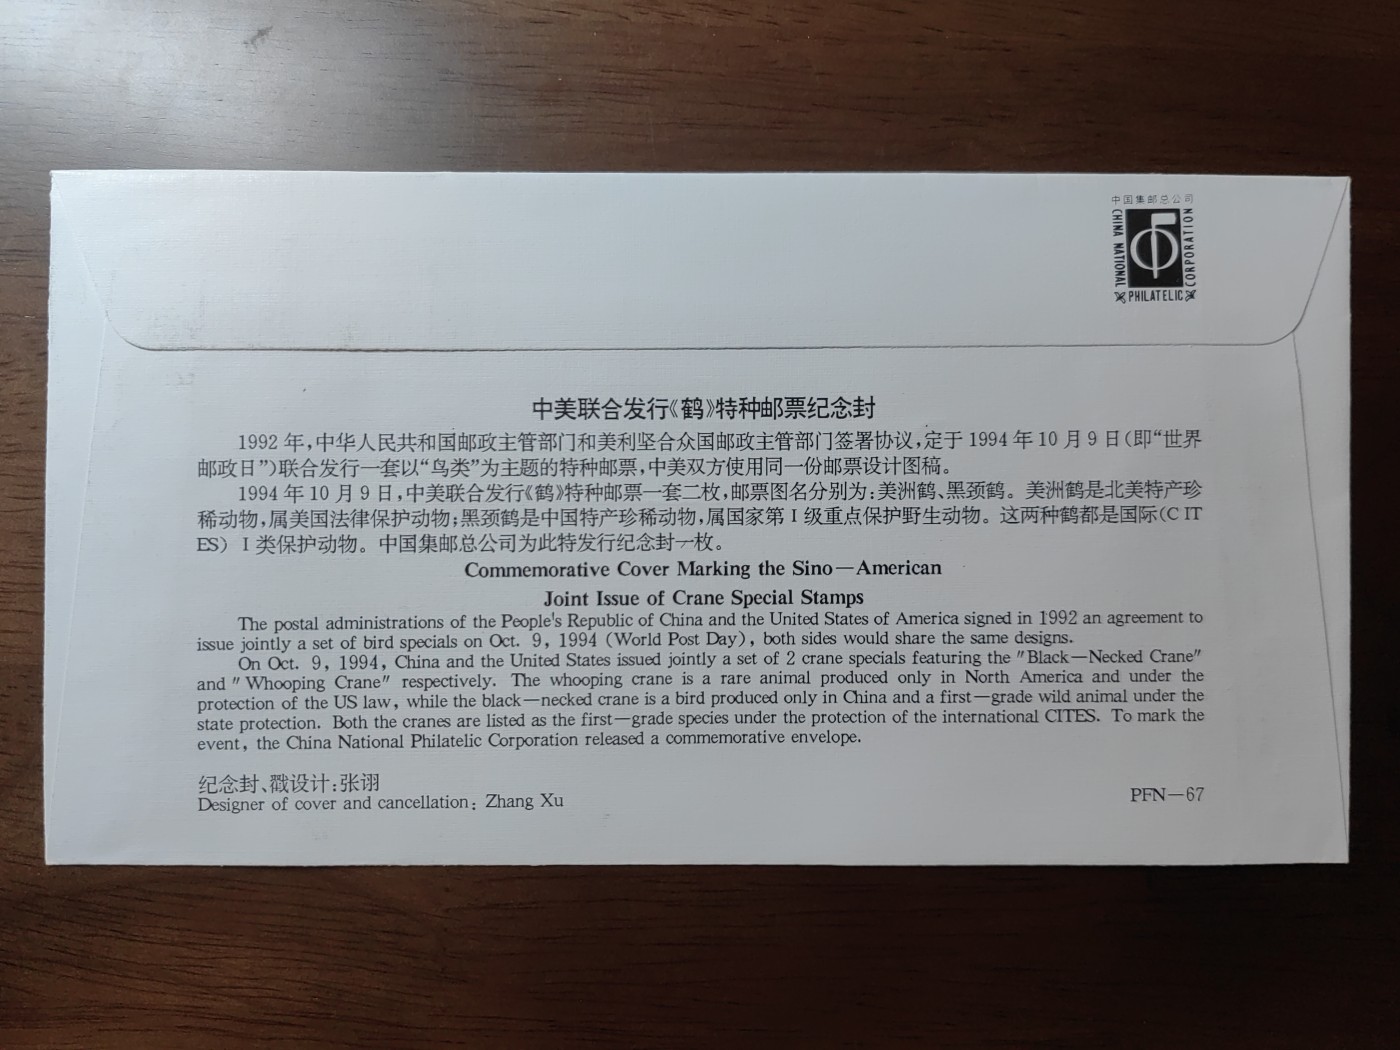 中国集邮总公司
CHINA NATIONAL
PHILATELIC
CORPORATION
中美联合发行《鹤》特种邮票纪念封
1992 年,中华人民共和国邮政主管部门和美利坚合众国邮政主管部门签署协议,定于 1994 年 10 月 9 日(即“世界
邮政日”)联合发行一套以“鸟类”为主题的特种邮票,中美双方使用同一份邮票设计图稿。
1994 年 10 月 9 日,中美联合发行《鹤》特种邮票一套二枚,邮票图名分别为:美洲鹤、黑颈鹤。美洲鹤是北美特产珍
稀动物,属美国法律保护动物;黑颈鹤是中国特产珍稀动物,属国家第 I 级重点保护野生动物。这两种鹤都是国际(C IT
ES) I 类保护动物。中国集邮总公司为此特发行纪念封一枚。
Commemorative Cover Marking the Sino—American
Joint Issue of Crane Special Stamps
The postal administrations of the People's Republic of China and the United States of America signed in 1992 an agreement to
issue jointly a set of bird specials on Oct. 9, 1994 (World Post Day), both sides would share the same designs.
On Oct. 9, 1994, China and the United States issued jointly a set of 2 crane specials featuring the "Black—Necked Crane"
and " Whooping Crane" respectively. The whooping crane is a rare animal produced only in North America and under the
protection of the US law, while the black—necked crane is a bird produced only in China and a first—grade wild animal under the
state protection. Both the cranes are listed as the first—grade species under the protection of the international CITES. To mark the
event, the China National Philatelic Corporation released a commemorative envelope.
纪念封、戳设计:张诩
Designer of cover and cancellation: Zhang Xu
PFN—67